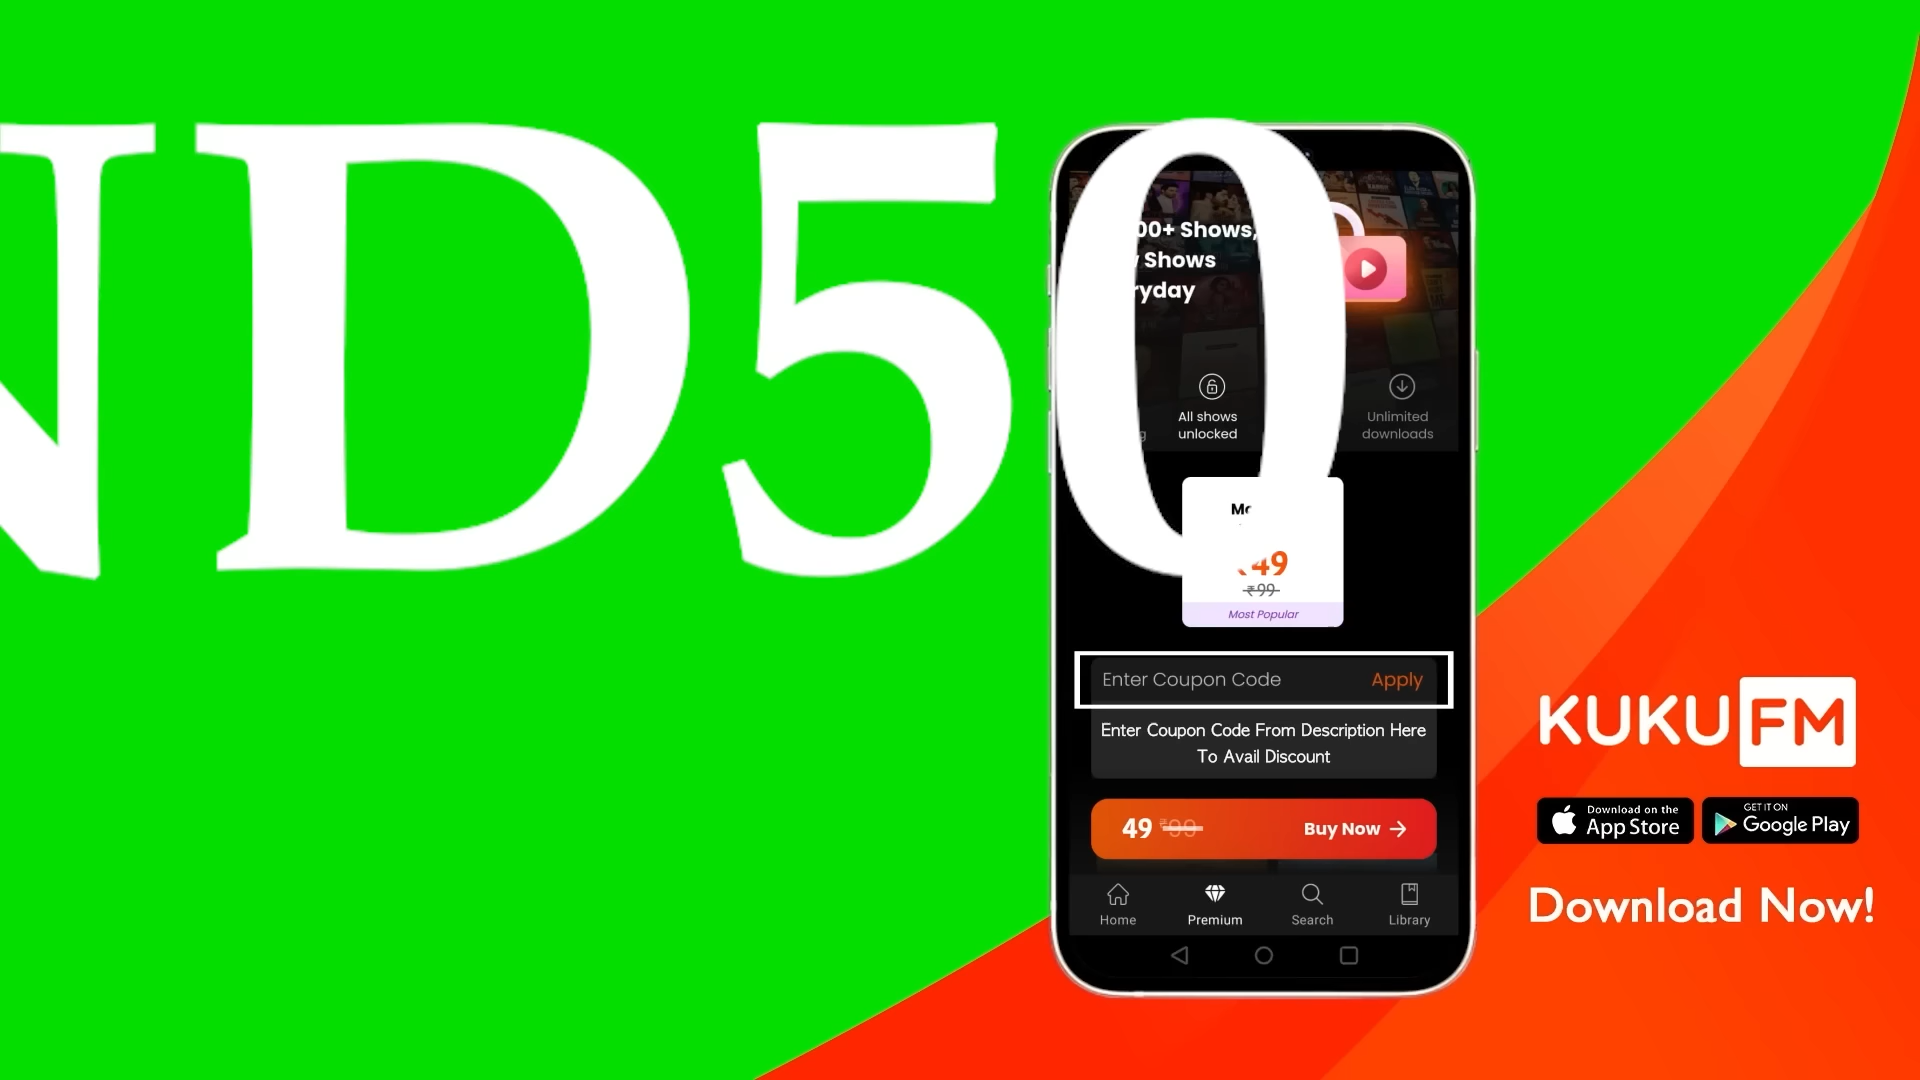 ND50
00+ Shows,
Shows
ryday
All shows
unlocked
Unlimited
downloads
₹49
₹99
Most Popular
Enter Coupon Code Apply
Enter Coupon Code From Description Here
To Avail Discount
49 ₹99 Buy Now →
Home Premium Search Library
KUKU FM
Download on the
App Store
GET IT ON
Google Play
Download Now!